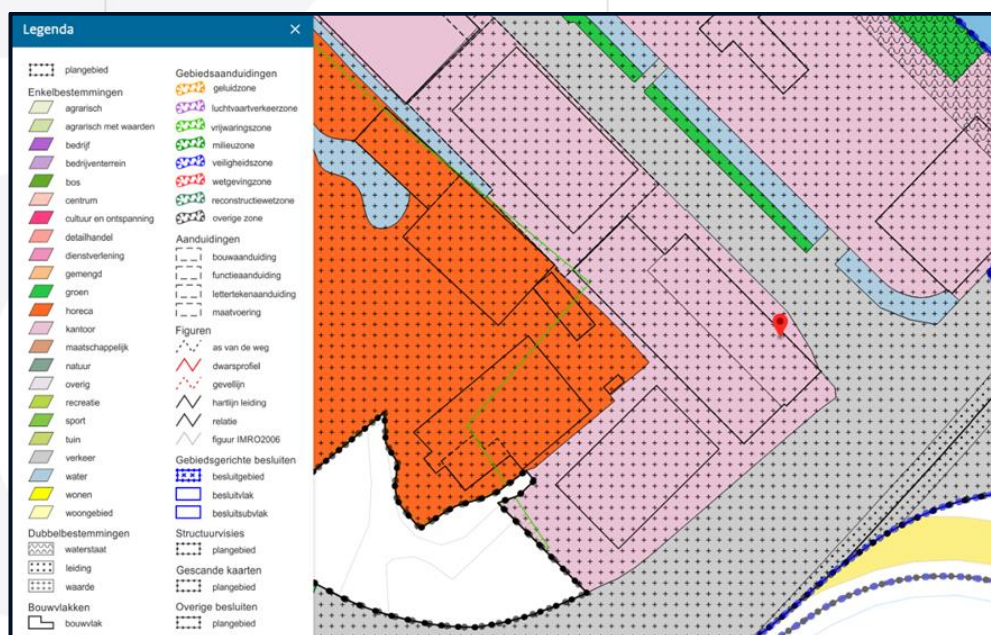 Legenda
plangebied
Enkelbestemmingen
agrarisch
agrarisch met waarden
bedrijf
bedrijventerrein
bos
centrum
cultuur en ontspanning
detailhandel
dienstverlening
gemengd
groen
horeca
kantoor
maatschappelijk
natuur
overig
recreatie
sport
tuin
verkeer
water
wonen
woongebied
Dubbelbestemmingen
waterstaat
leiding
waarde
Bouwvlakken
bouwvlak
Gebiedsaanduidingen
geluidzone
luchtvaartverkeerzone
vrijwaringszone
milieuzone
veiligheidszone
wetgevingzone
reconstructiewetzone
overige zone
Aanduidingen
bouwaanduiding
functieaanduiding
lettertekenaanduiding
maatvoering
Figuren
as van de weg
dwarsprofiel
gevellijn
hartlijn leiding
relatie
figuur IMRO2006
Gebiedsgerichte besluiten
besluitgebied
besluitvlak
besluitsubvlak
Structuurvisies
plangebied
Gescande kaarten
plangebied
Overige besluiten
plangebied